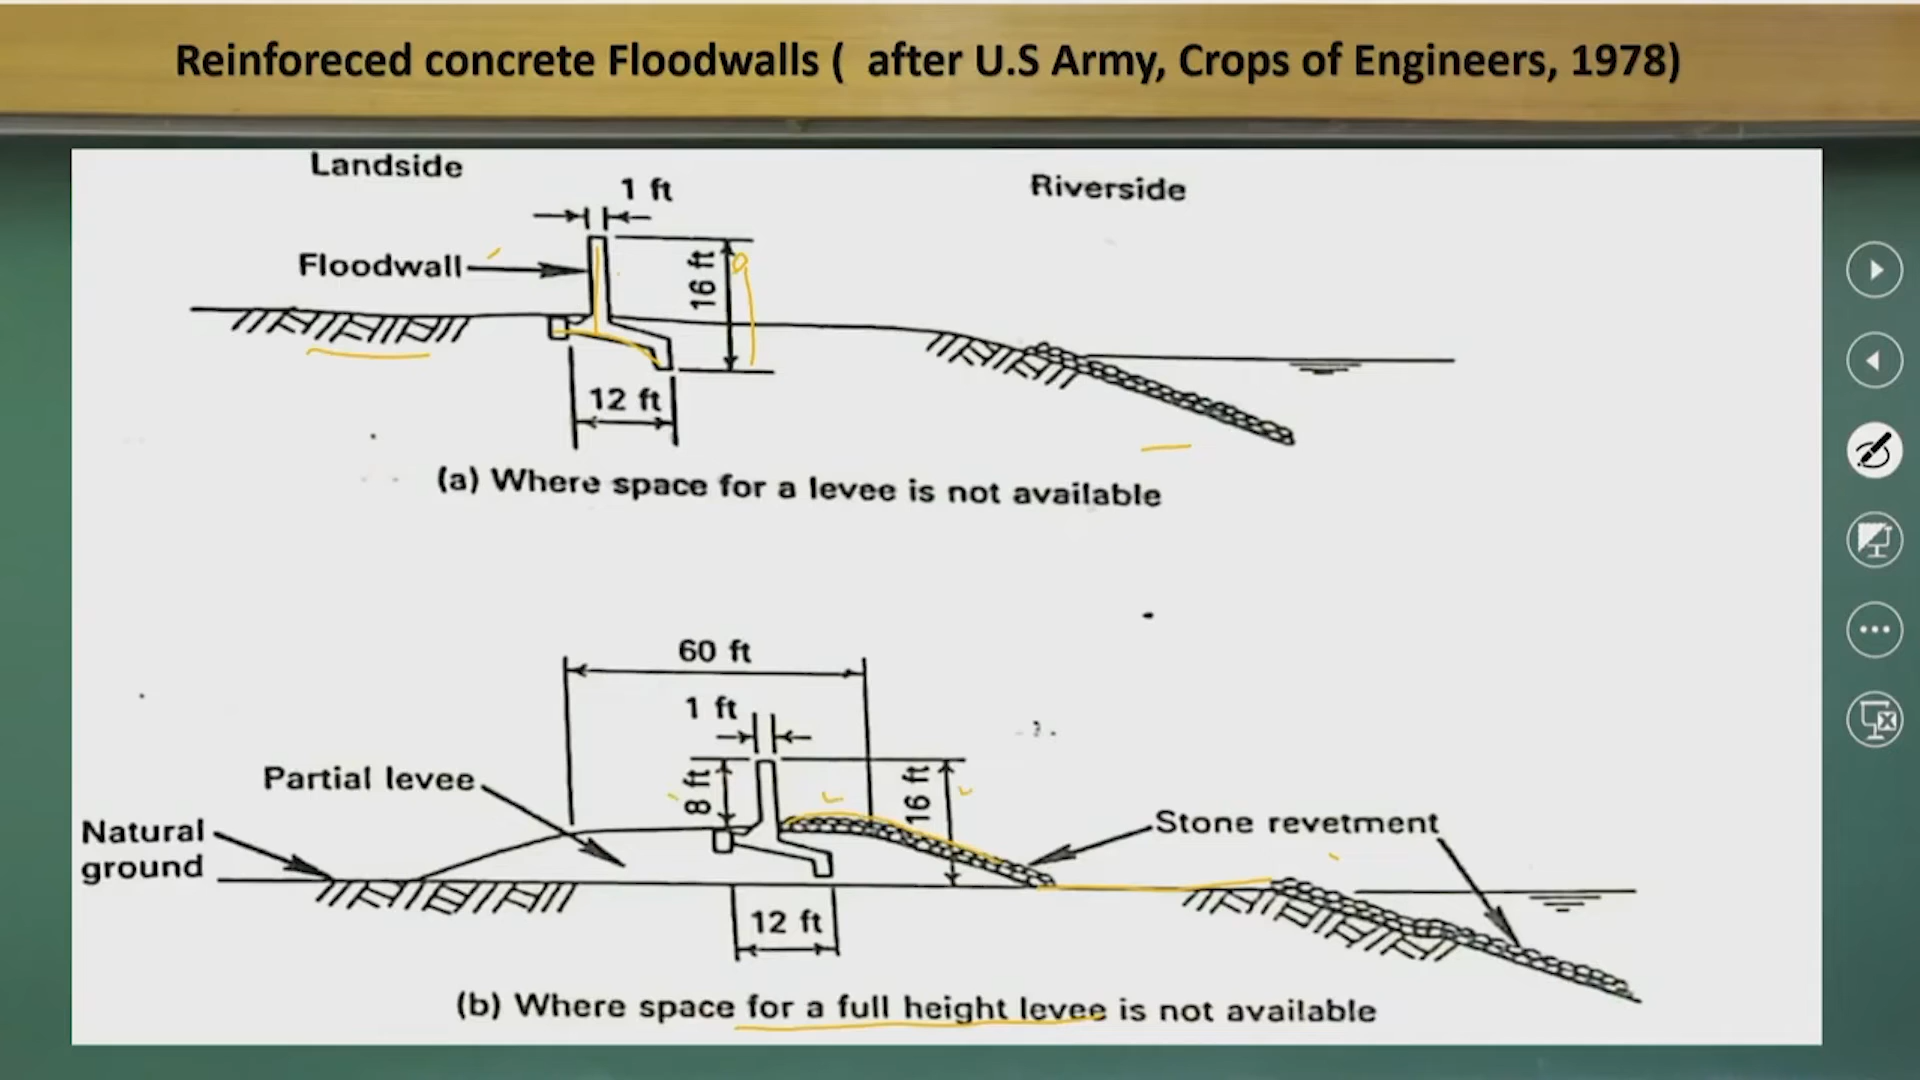 Reinforeced concrete Floodwalls (  after U.S Army, Crops of Engineers, 1978)
Landside
Riverside
1 ft
Floodwall
16 ft
12 ft
(a) Where space for a levee is not available
60 ft
1 ft
8 ft
16 ft
Partial levee
Natural
ground
Stone revetment
12 ft
(b) Where space for a full height levee is not available